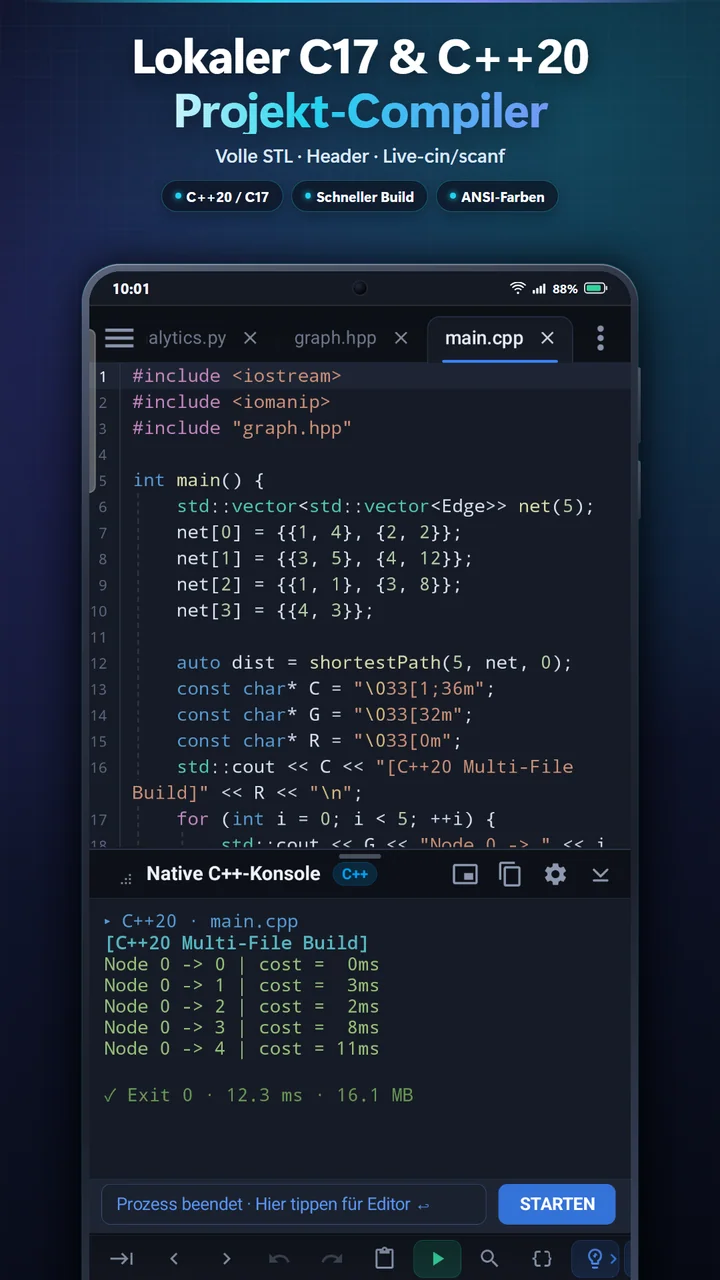 Lokaler C17 & C++20
Projekt-Compiler
Volle STL · Header · Live-cin/scanf
C++20 / C17
Schneller Build
ANSI-Farben
10:01
88%
alytics.py
graph.hpp
main.cpp
1 #include <iostream>
2 #include <iomanip>
3 #include "graph.hpp"
4
5 int main() {
6     std::vector<std::vector<Edge>> net(5);
7     net[0] = {{1, 4}, {2, 2}};
8     net[1] = {{3, 5}, {4, 12}};
9     net[2] = {{1, 1}, {3, 8}};
10     net[3] = {{4, 3}};
11
12     auto dist = shortestPath(5, net, 0);
13     const char* C = "\033[1;36m";
14     const char* G = "\033[32m";
15     const char* R = "\033[0m";
16     std::cout << C << "[C++20 Multi-File
Build]" << R << "\n";
17     for (int i = 0; i < 5; ++i) {
18         std::cout << G << "Node 0 -> " << i
Native C++-Konsole
C++
▸ C++20 · main.cpp
[C++20 Multi-File Build]
Node 0 -> 0 | cost =  0ms
Node 0 -> 1 | cost =  3ms
Node 0 -> 2 | cost =  2ms
Node 0 -> 3 | cost =  8ms
Node 0 -> 4 | cost = 11ms
✓ Exit 0 · 12.3 ms · 16.1 MB
Prozess beendet · Hier tippen für Editor ↩
STARTEN